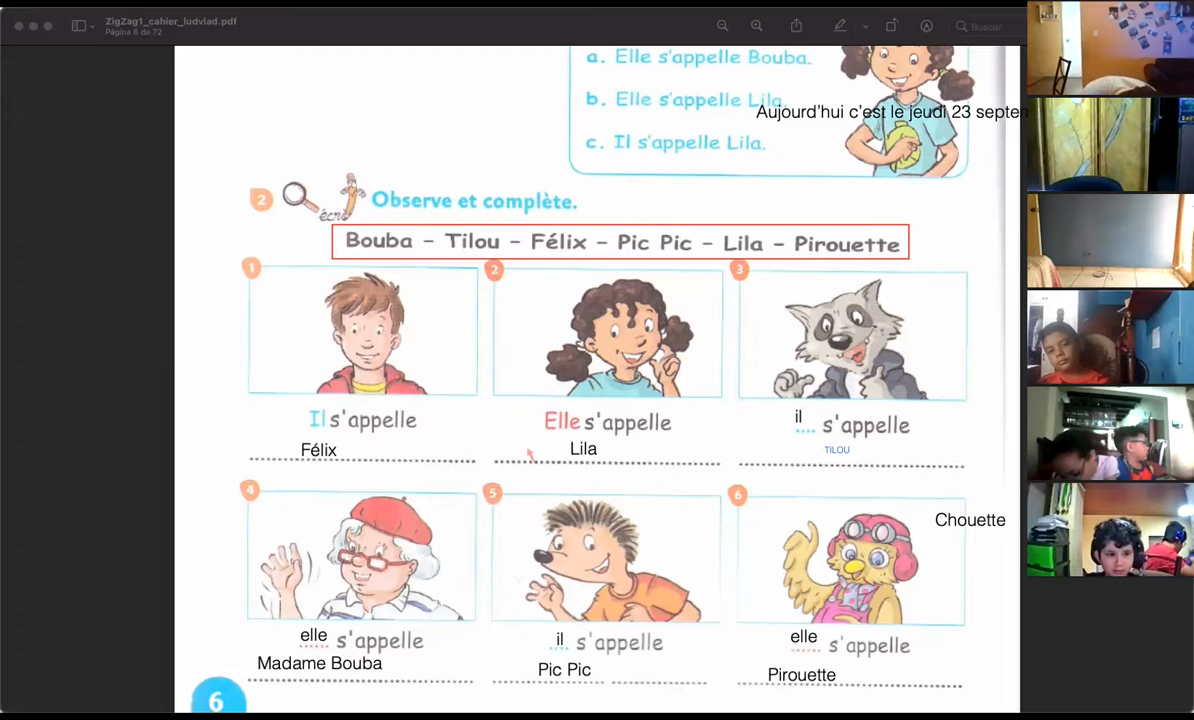 ZigZag1_cahier_ludvlad.pdf
Página 6 de 72
Buscar
a. Elle s'appelle Bouba.
b. Elle s'appelle Lila.
Aujourd'hui c'est le jeudi 23 septen
c. Il s'appelle Lila.
2 écris Observe et complète.
Bouba – Tilou – Félix – Pic Pic – Lila – Pirouette
1 2 3
Il s'appelle Elle s'appelle il s'appelle
Félix Lila TILOU
4 5 6
Chouette
elle s'appelle il s'appelle elle s'appelle
Madame Bouba Pic Pic Pirouette
6